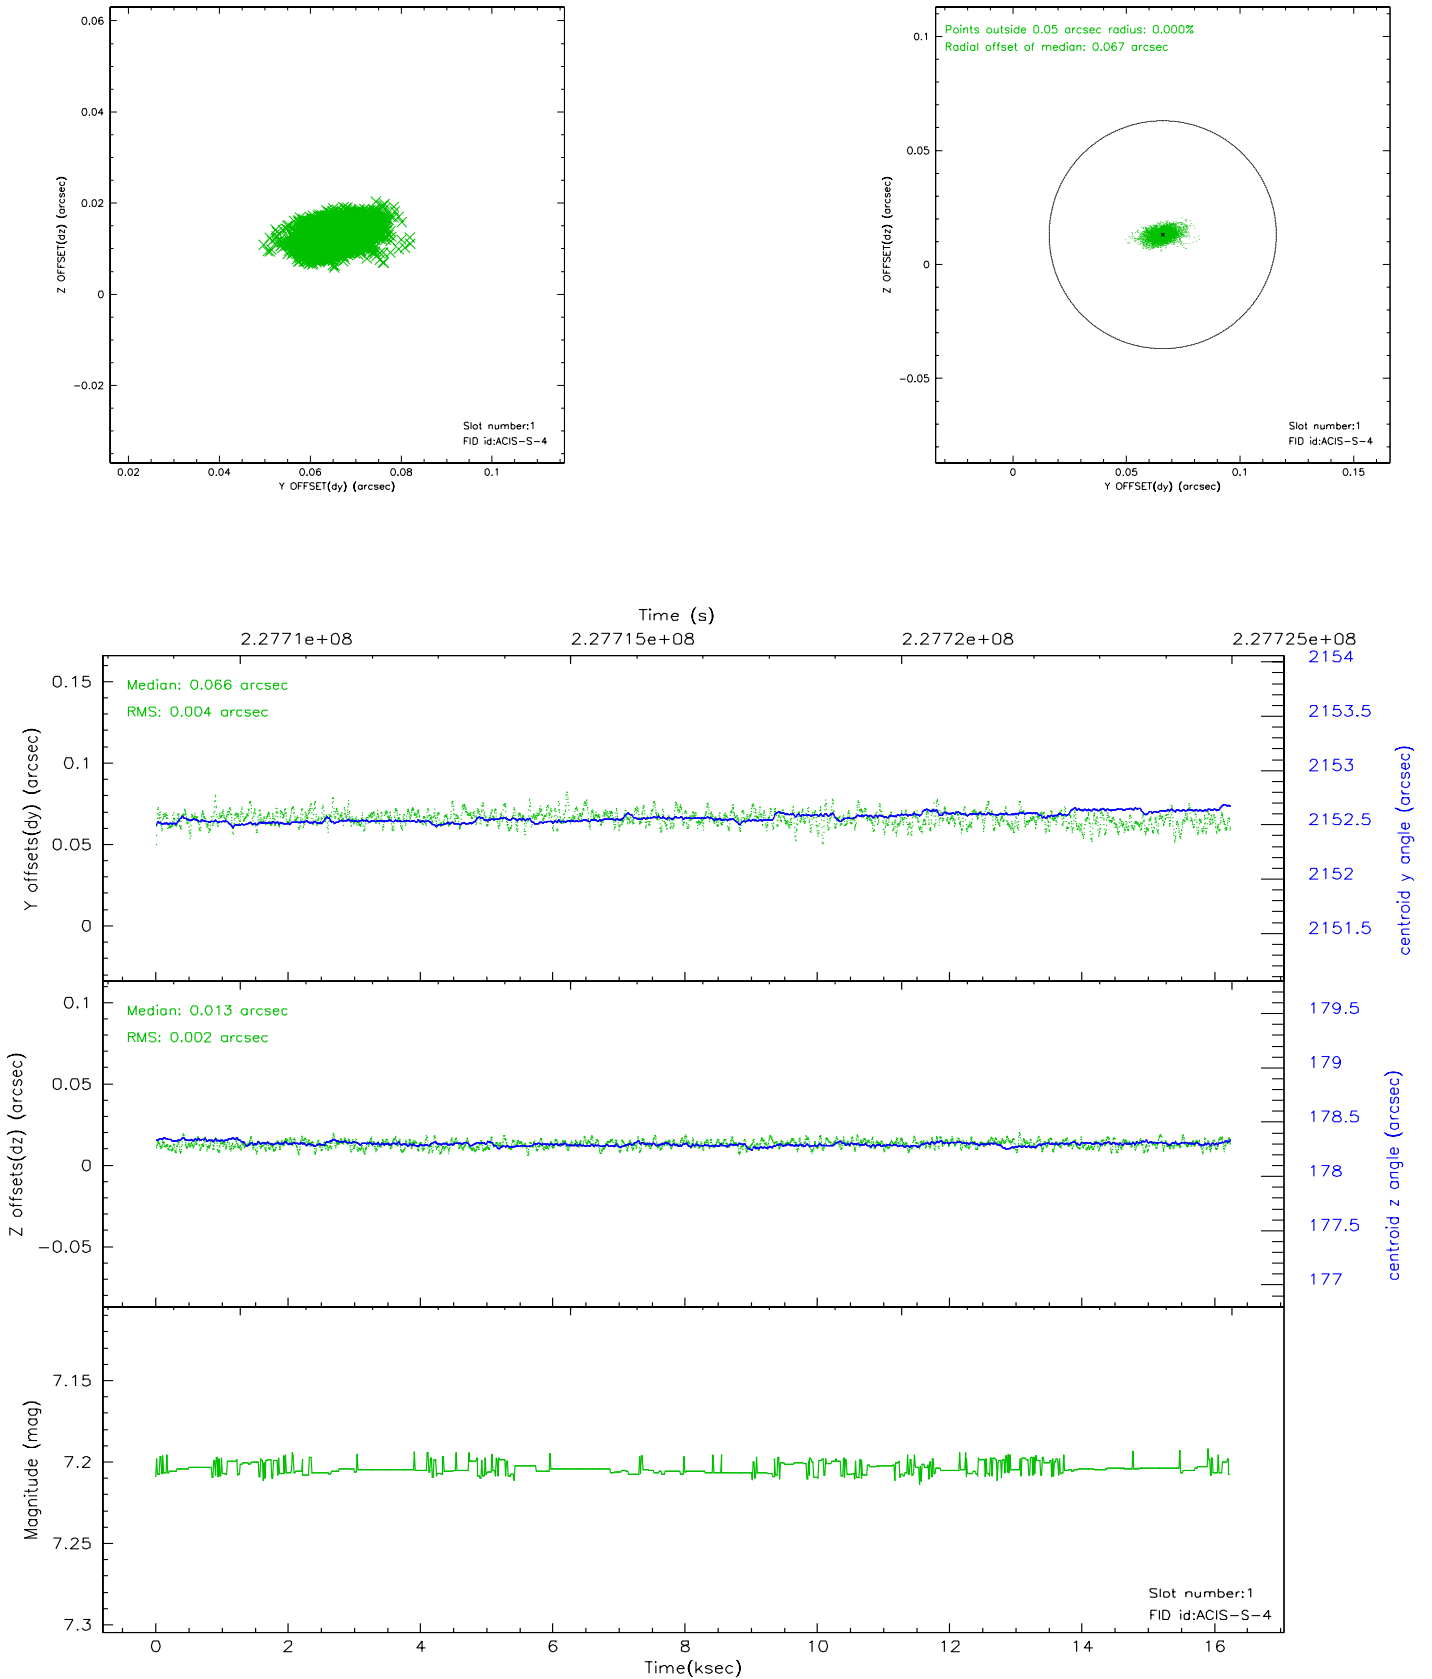 0.06
0.04
0.02
0
-0.02
Z OFFSET(dz) (arcsec)
Slot number:1
FID id:ACIS-S-4
0.02 0.04 0.06 0.08 0.1
Y OFFSET(dy) (arcsec)
Points outside 0.05 arcsec radius: 0.000%
Radial offset of median: 0.067 arcsec
0.1
0.05
0
-0.05
Z OFFSET(dz) (arcsec)
Slot number:1
FID id:ACIS-S-4
0 0.05 0.1 0.15
Y OFFSET(dy) (arcsec)
Time (s)
2.2771e+08 2.27715e+08 2.2772e+08 2.27725e+08
Median: 0.066 arcsec
RMS: 0.004 arcsec
0.15
0.1
0.05
0
Y offsets(dy) (arcsec)
2154
2153.5
2153
2152.5
2152
2151.5
centroid y angle (arcsec)
Median: 0.013 arcsec
RMS: 0.002 arcsec
0.1
0.05
0
-0.05
Z offsets(dz) (arcsec)
179.5
179
178.5
178
177.5
177
centroid z angle (arcsec)
7.15
7.2
7.25
7.3
Magnitude (mag)
Slot number:1
FID id:ACIS-S-4
0 2 4 6 8 10 12 14 16
Time(ksec)